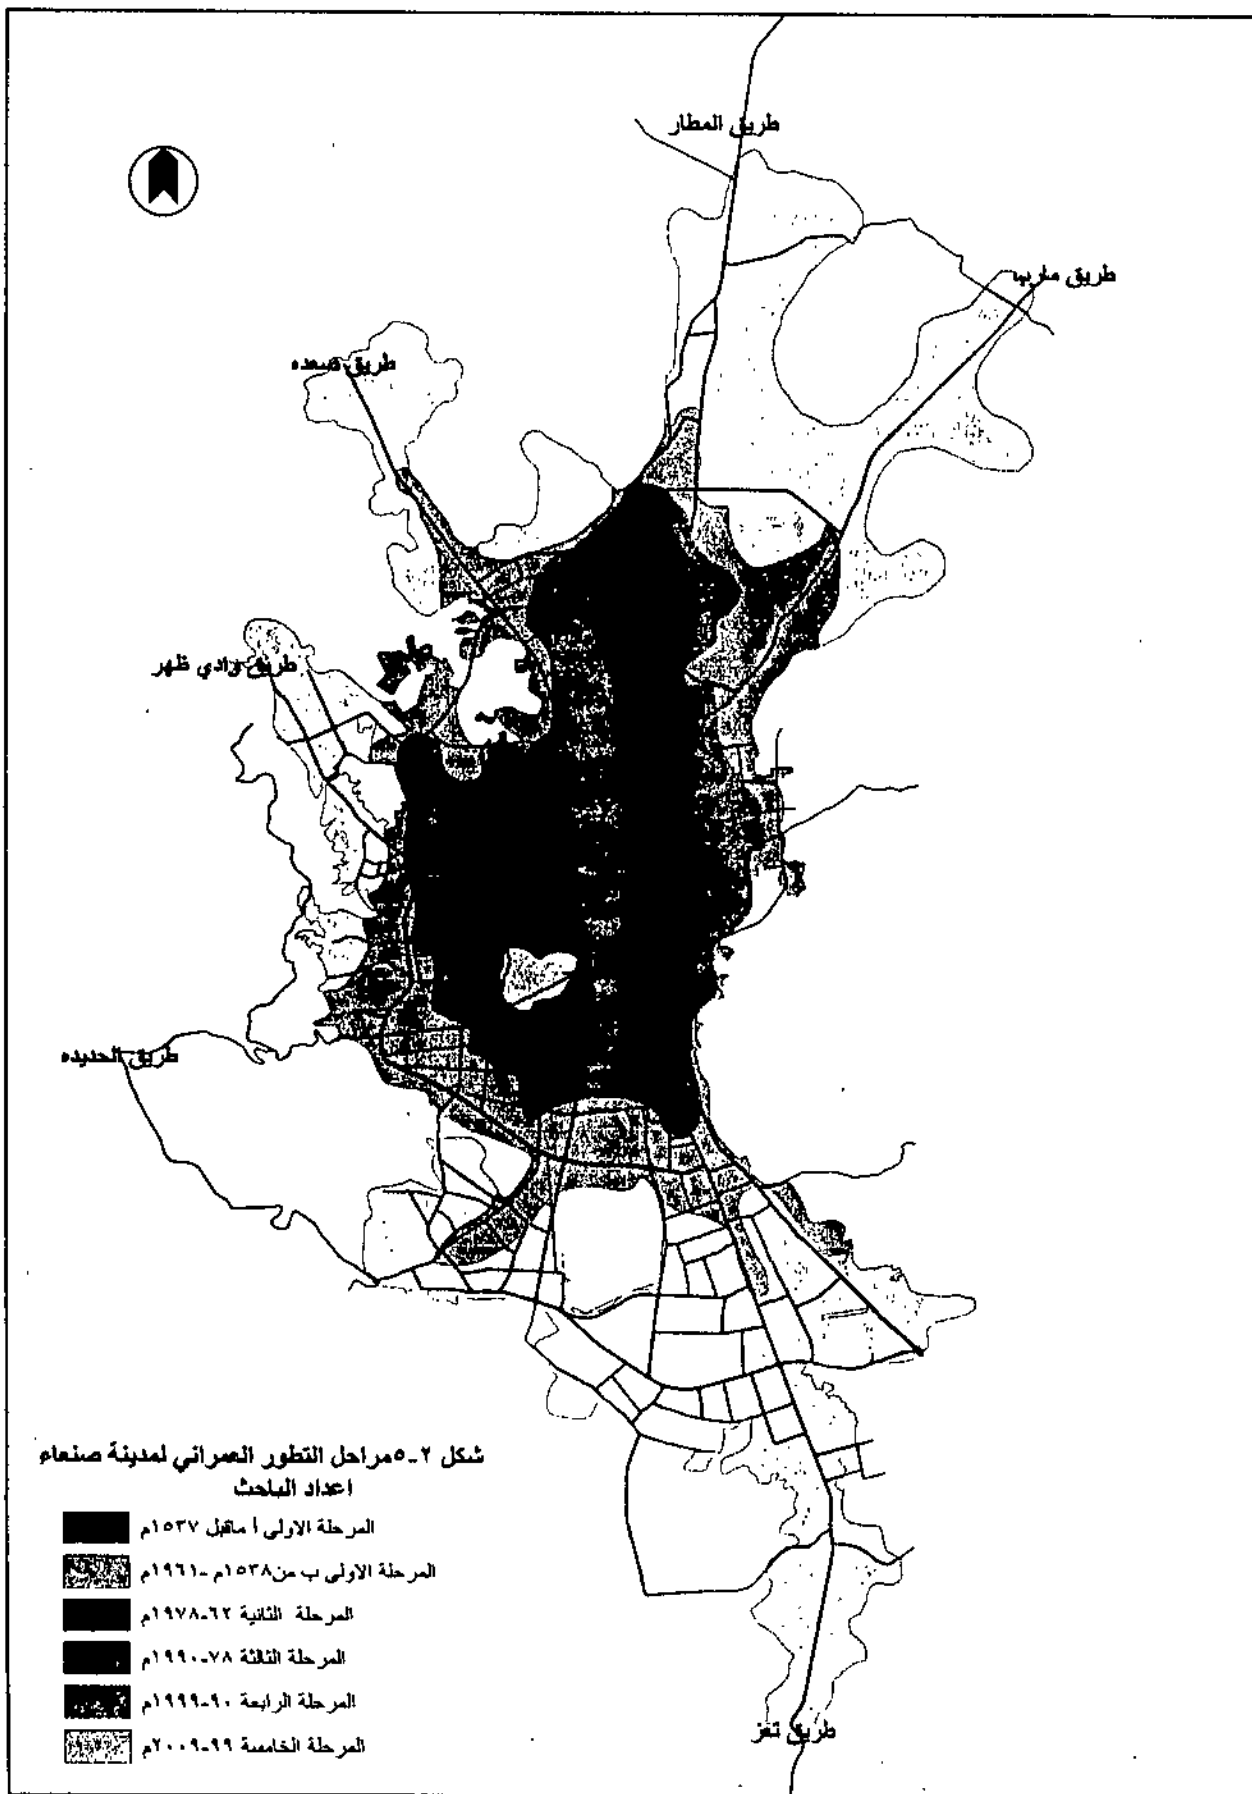 طريق المطار
طريق مارب
طريق صعده
طريق وادي ظهر
طريق الحديده
شكل ٢-٥مراحل التطور العمراني لمدينة صنعاء
اعداد الباحث
المرحلة الاولى أ ماقبل ١٥٣٧م
المرحلة الاولى ب من١٥٣٨م -١٩٦١م
المرحلة الثانية ٦٢-١٩٧٨م
المرحلة الثالثة ٧٨-١٩٩٠م
المرحلة الرابعة ٩٠-١٩٩٩م
المرحلة الخامسة ٩٩-٢٠٠٩م
طريق تعز